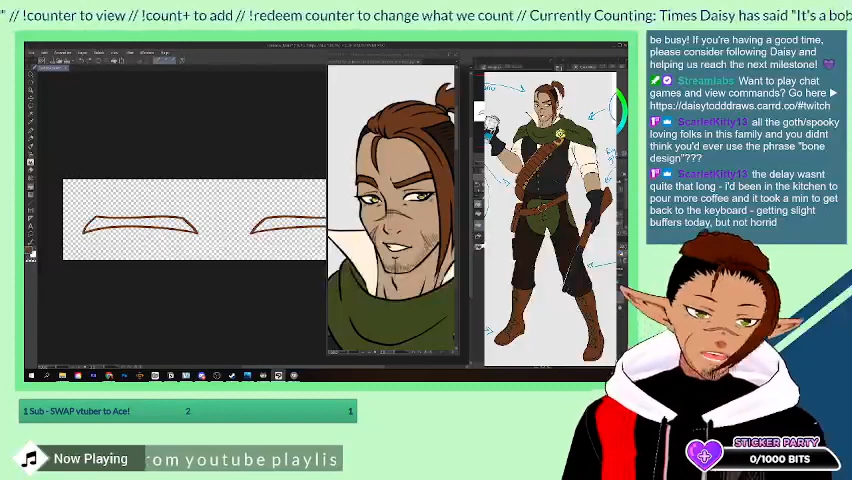 " // !counter to view // !count+ to add // !redeem counter to change what we count // Currently Counting: Times Daisy has said "It's a bob
be busy! If you're having a good time,
please consider following Daisy and
helping us reach the next milestone!
Streamlabs Want to play chat
games and view commands? Go here ►
https://daisytodddraws.carrd.co/#twitch
ScarletKitty13 all the goth/spooky
loving folks in this family and you didnt
think you'd ever use the phrase "bone
design"???
ScarletKitty13 the delay wasnt
quite that long - i'd been in the kitchen to
pour more coffee and it took a min to get
back to the keyboard - getting slight
buffers today, but not horrid
1 Sub - SWAP vtuber to Ace!
2
1
Now Playing
rom youtube playlis
STICKER PARTY
0/1000 BITS